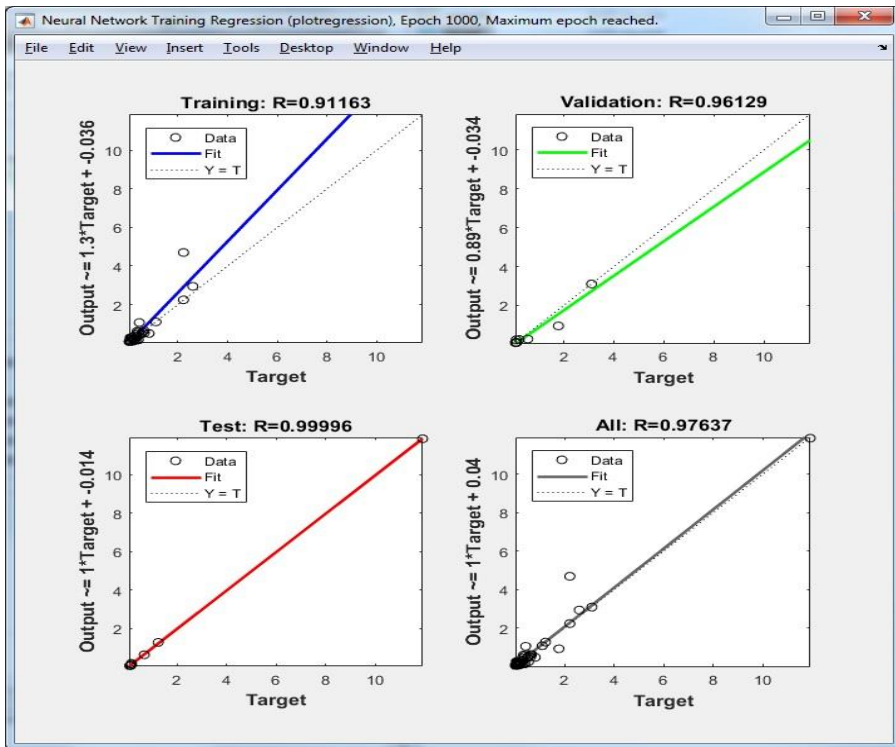 Neural Network Training Regression (plotregression), Epoch 1000, Maximum epoch reached.
File Edit View Insert Tools Desktop Window Help
Training: R=0.91163
Output ~= 1.3*Target + -0.036
Data
Fit
Y = T
10
8
6
4
2
2 4 6 8 10
Target
Validation: R=0.96129
Output ~= 0.89*Target + -0.034
Data
Fit
Y = T
10
8
6
4
2
2 4 6 8 10
Target
Test: R=0.99996
Output ~= 1*Target + -0.014
Data
Fit
Y = T
10
8
6
4
2
2 4 6 8 10
Target
All: R=0.97637
Output ~= 1*Target + 0.04
Data
Fit
Y = T
10
8
6
4
2
2 4 6 8 10
Target